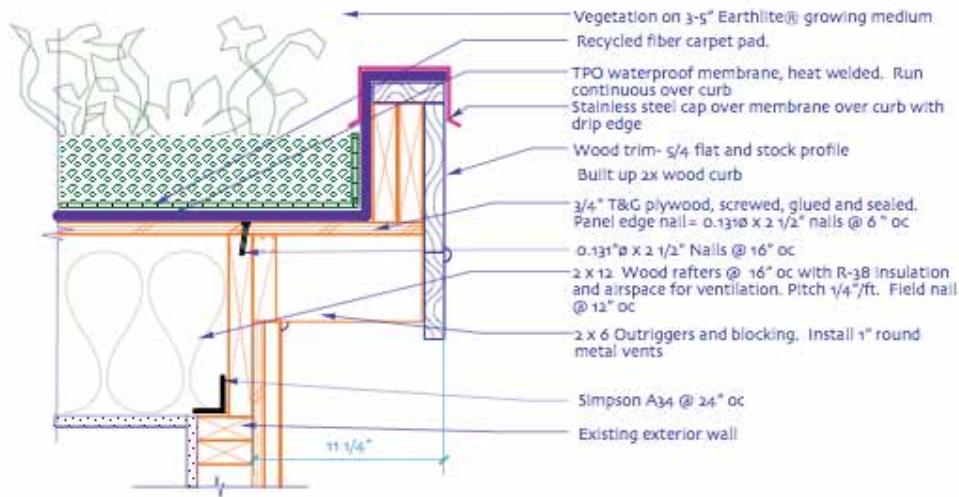 Vegetation on 3-5" Earthlite® growing medium
Recycled fiber carpet pad.
TPO waterproof membrane, heat welded. Run
continuous over curb
Stainless steel cap over membrane over curb with
drip edge
Wood trim- 5/4 flat and stock profile
Built up 2x wood curb
3/4" T&G plywood, screwed, glued and sealed.
Panel edge nail= 0.131ø x 2 1/2" nails @ 6 " oc
0.131"ø x 2 1/2" Nails @ 16" oc
2 x 12 Wood rafters @ 16" oc with R-38 insulation
and airspace for ventilation. Pitch 1/4"/ft. Field nail
@ 12" oc
2 x 6 Outriggers and blocking. Install 1" round
metal vents
Simpson A34 @ 24" oc
Existing exterior wall
11 1/4"